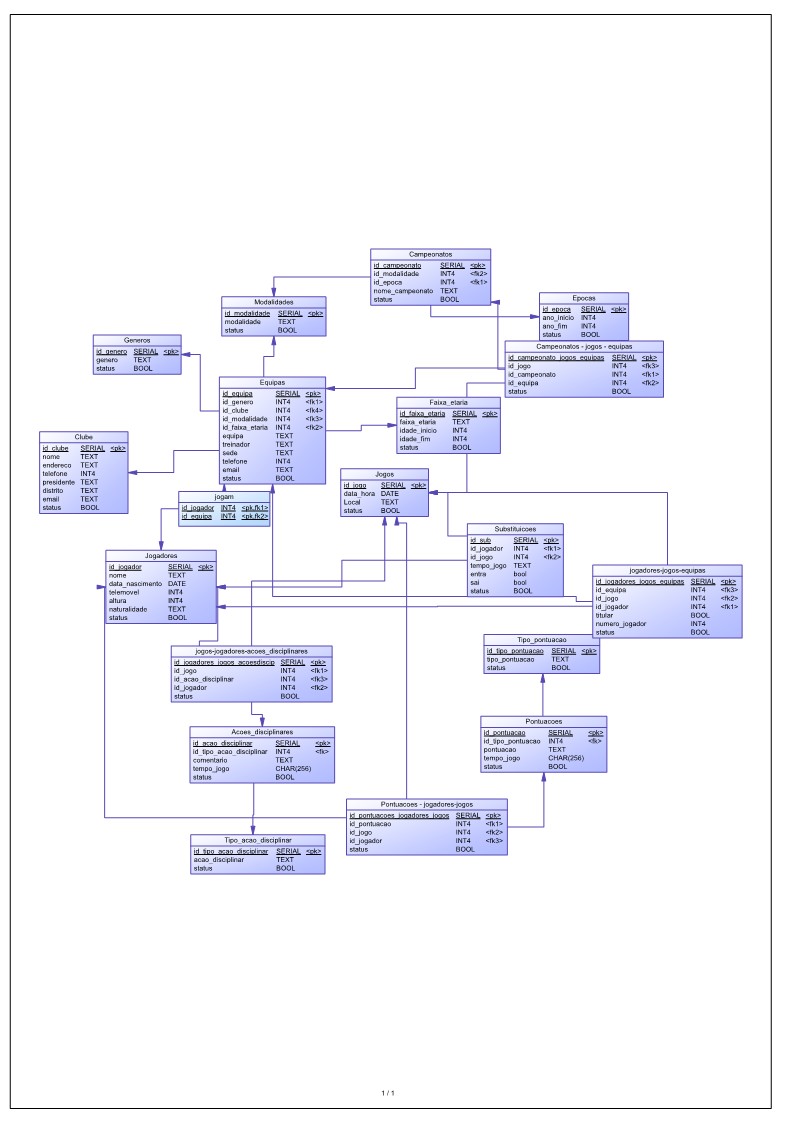 Campeonatos
id_campeonato SERIAL <pk>
id_modalidade INT4 <fk2>
id_epoca INT4 <fk1>
nome_campeonato TEXT
status BOOL
Modalidades
id_modalidade SERIAL <pk>
modalidade TEXT
status BOOL
Epocas
id_epoca SERIAL <pk>
ano_inicio INT4
ano_fim INT4
status BOOL
Generos
id_genero SERIAL <pk>
genero TEXT
status BOOL
Campeonatos - jogos - equipas
id_campeonato_jogos_equipas SERIAL <pk>
id_jogo INT4 <fk3>
id_campeonato INT4 <fk1>
id_equipa INT4 <fk2>
status BOOL
Equipas
id_equipa SERIAL <pk>
id_genero INT4 <fk1>
id_clube INT4 <fk4>
id_modalidade INT4 <fk3>
id_faixa_etaria INT4 <fk2>
equipa TEXT
treinador TEXT
sede TEXT
telefone INT4
email TEXT
status BOOL
Faixa_etaria
id_faixa_etaria SERIAL <pk>
faixa_etaria TEXT
idade_inicio INT4
idade_fim INT4
status BOOL
Clube
id_clube SERIAL <pk>
nome TEXT
endereco TEXT
telefone INT4
presidente TEXT
distrito TEXT
email TEXT
status BOOL
Jogos
id_jogo SERIAL <pk>
data_hora DATE
Local TEXT
status BOOL
jogam
id_jogador INT4 <pk,fk1>
id_equipa INT4 <pk,fk2>
Substituicoes
id_sub SERIAL <pk>
id_jogador INT4 <fk1>
id_jogo INT4 <fk2>
tempo_jogo TEXT
entra bool
sai bool
status BOOL
Jogadores
id_jogador SERIAL <pk>
nome TEXT
data_nascimento DATE
telemovel INT4
altura INT4
naturalidade TEXT
status BOOL
jogadores-jogos-equipas
id_jogadores_jogos_equipas SERIAL <pk>
id_equipa INT4 <fk3>
id_jogo INT4 <fk2>
id_jogador INT4 <fk1>
titular BOOL
numero_jogador INT4
status BOOL
Tipo_pontuacao
id_tipo_pontuacao SERIAL <pk>
tipo_pontuacao TEXT
status BOOL
jogos-jogadores-acoes_disciplinares
id_jogadores_jogos_acoesdiscip SERIAL <pk>
id_jogo INT4 <fk1>
id_acao_disciplinar INT4 <fk3>
id_jogador INT4 <fk2>
status BOOL
Pontuacoes
id_pontuacao SERIAL <pk>
id_tipo_pontuacao INT4 <fk>
pontuacao TEXT
tempo_jogo CHAR(256)
status BOOL
Acoes_disciplinares
id_acao_disciplinar SERIAL <pk>
id_tipo_acao_disciplinar INT4 <fk>
comentario TEXT
tempo_jogo CHAR(256)
status BOOL
Pontuacoes - jogadores-jogos
id_pontuacoes_jogadores_jogos SERIAL <pk>
id_pontuacao INT4 <fk1>
id_jogo INT4 <fk2>
id_jogador INT4 <fk3>
status BOOL
Tipo_acao_disciplinar
id_tipo_acao_disciplinar SERIAL <pk>
acao_disciplinar TEXT
status BOOL
1 / 1